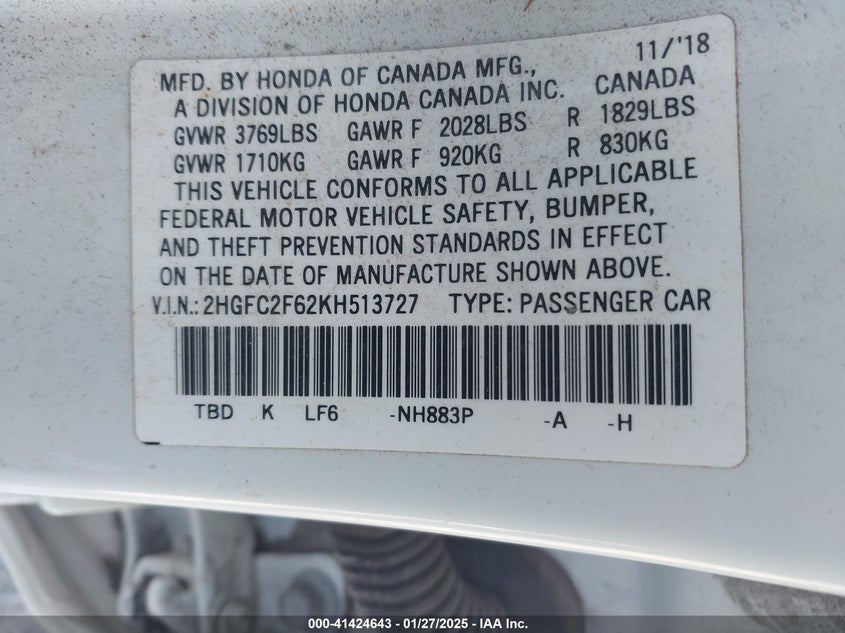 11/'18
MFD. BY HONDA OF CANADA MFG.,
A DIVISION OF HONDA CANADA INC. CANADA
GVWR 3769LBS GAWR F 2028LBS R 1829LBS
GVWR 1710KG GAWR F 920KG R 830KG
THIS VEHICLE CONFORMS TO ALL APPLICABLE
FEDERAL MOTOR VEHICLE SAFETY, BUMPER,
AND THEFT PREVENTION STANDARDS IN EFFECT
ON THE DATE OF MANUFACTURE SHOWN ABOVE.
V.I.N.: 2HGFC2F62KH513727 TYPE: PASSENGER CAR
TBD K LF6 -NH883P -A -H
000-41424643 / 01/27/2025 - IAA Inc.